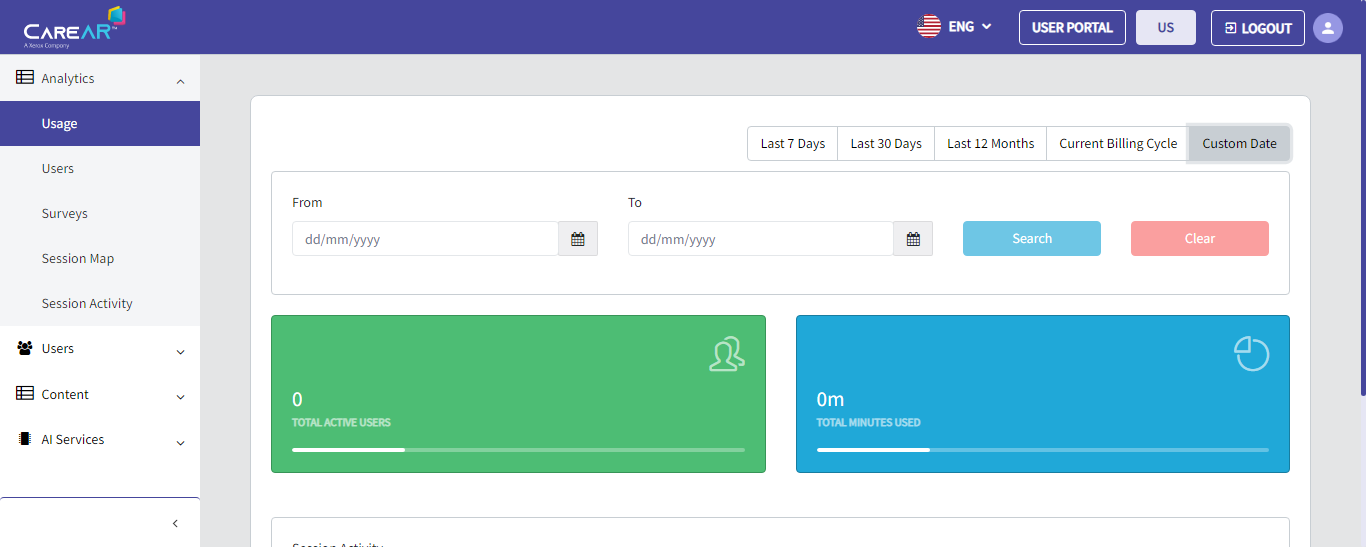 CAREAR™
A Xerox Company
ENG
USER PORTAL
US
LOGOUT
Analytics
Usage
Users
Surveys
Session Map
Session Activity
Users
Content
AI Services
Last 7 Days
Last 30 Days
Last 12 Months
Current Billing Cycle
Custom Date
From
To
dd/mm/yyyy
dd/mm/yyyy
Search
Clear
0
TOTAL ACTIVE USERS
0m
TOTAL MINUTES USED
Session Activity